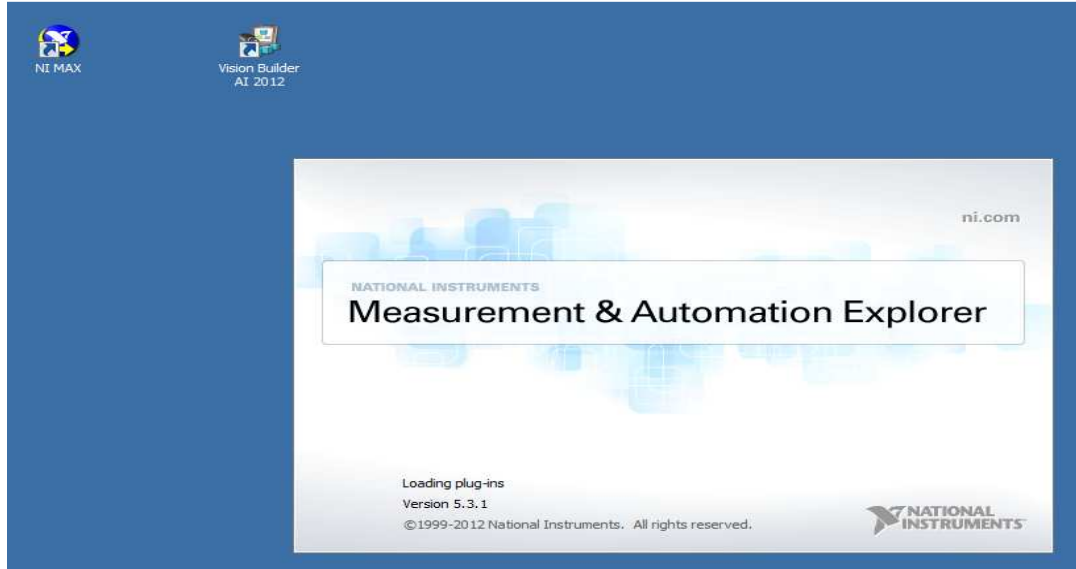 NI MAX
Vision Builder
AI 2012
ni.com
NATIONAL INSTRUMENTS
Measurement & Automation Explorer
Loading plug-ins
Version 5.3.1
©1999-2012 National Instruments. All rights reserved.
NATIONAL
INSTRUMENTS